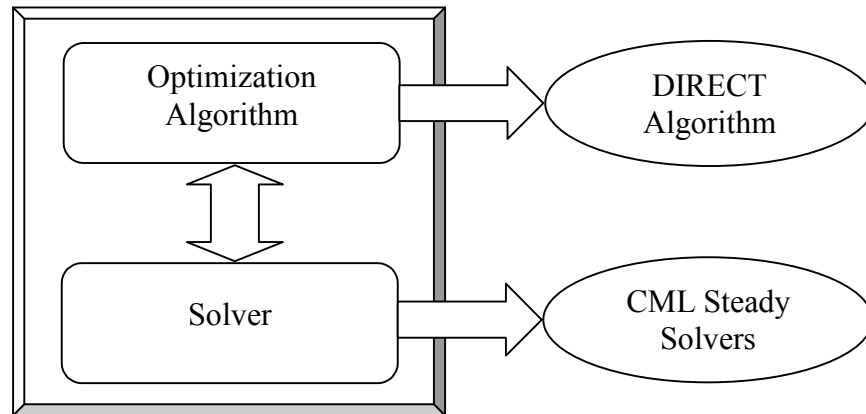 Optimization
Algorithm
DIRECT
Algorithm
Solver
CML Steady
Solvers